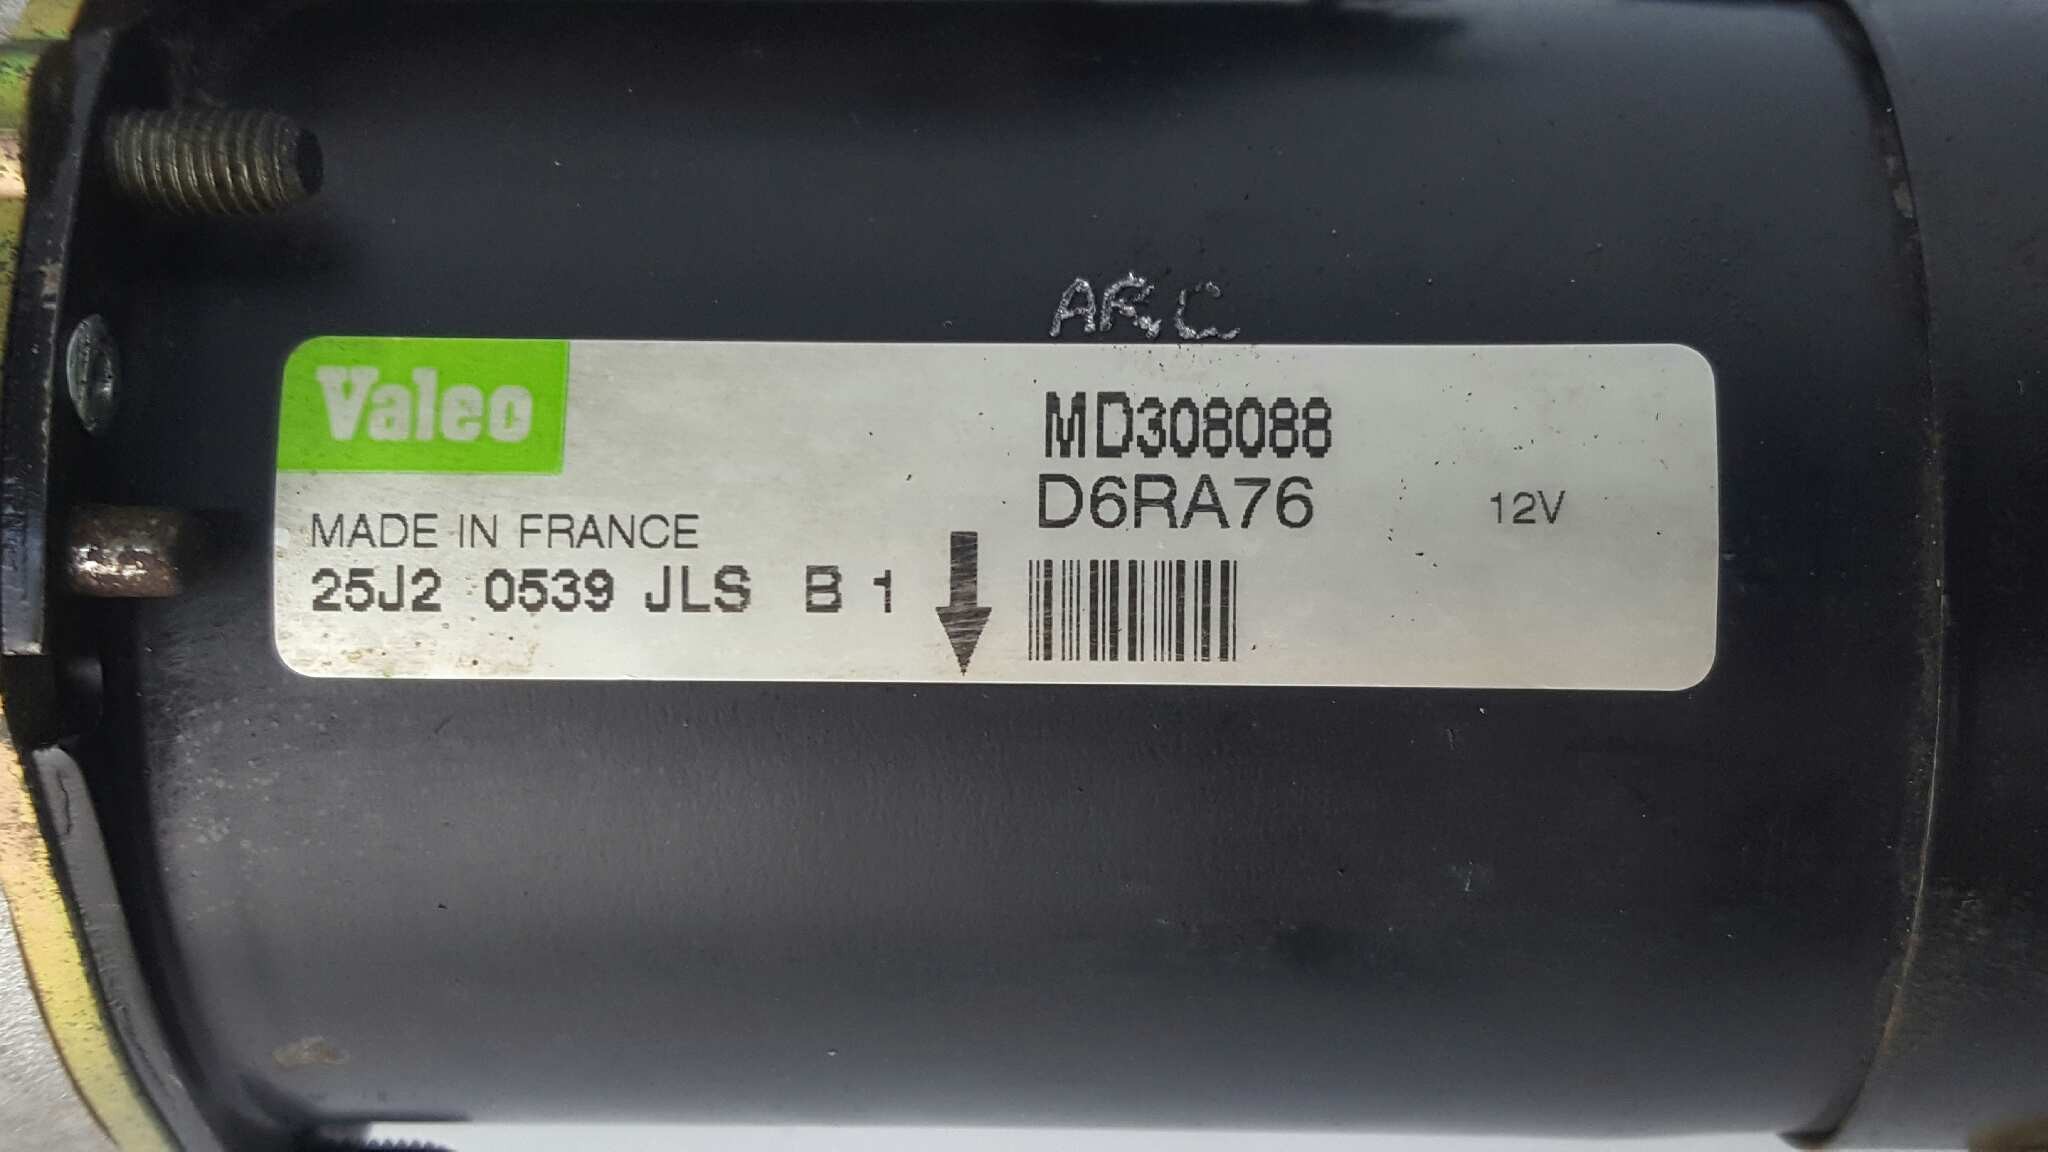 ARC
Valeo
MD308088
D6RA76
12V
MADE IN FRANCE
25J2 0539 JLS B 1